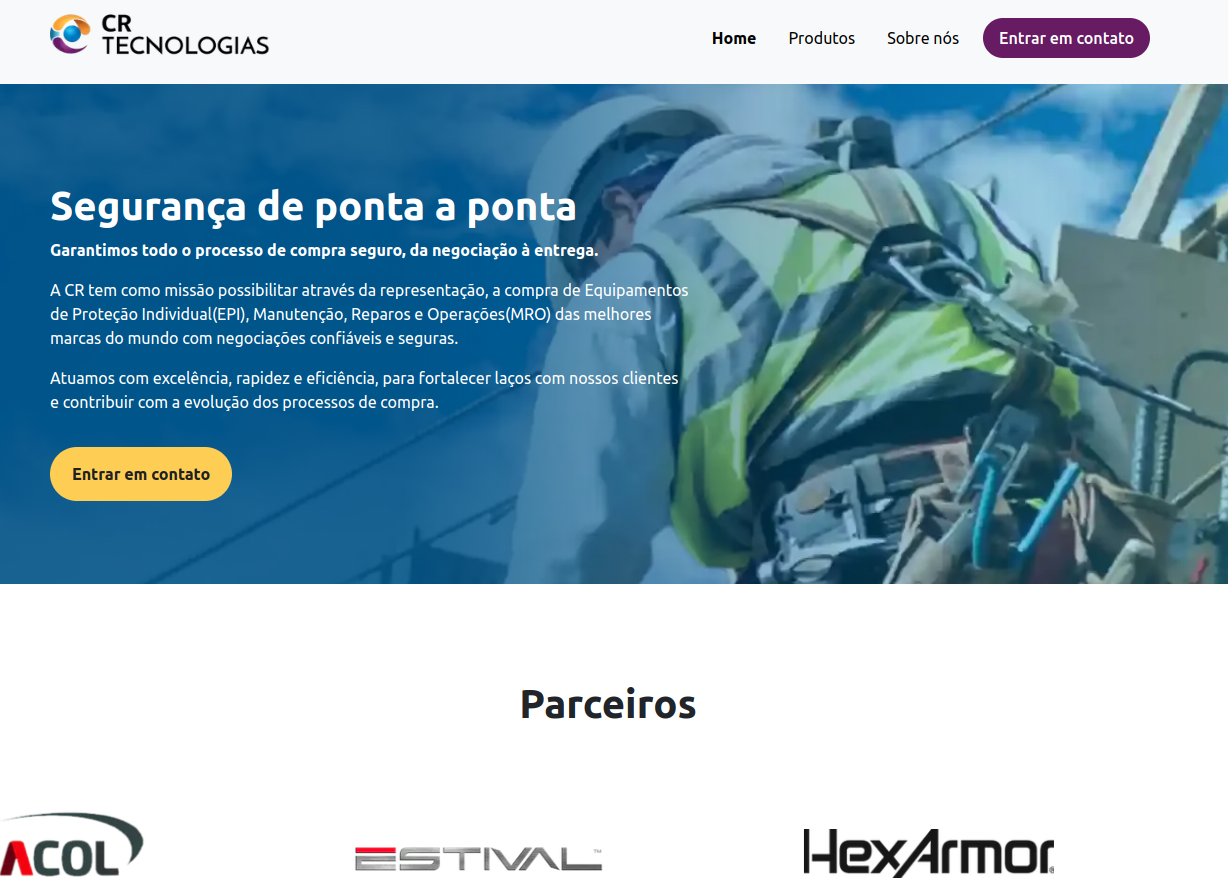 CR
TECNOLOGIAS
Home
Produtos
Sobre nós
Entrar em contato
Segurança de ponta a ponta
Garantimos todo o processo de compra seguro, da negociação à entrega.
A CR tem como missão possibilitar através da representação, a compra de Equipamentos
de Proteção Individual(EPI), Manutenção, Reparos e Operações(MRO) das melhores
marcas do mundo com negociações confiáveis e seguras.
Atuamos com excelência, rapidez e eficiência, para fortalecer laços com nossos clientes
e contribuir com a evolução dos processos de compra.
Entrar em contato
Parceiros
ACOL
ESTIVAL™
HexArmor®